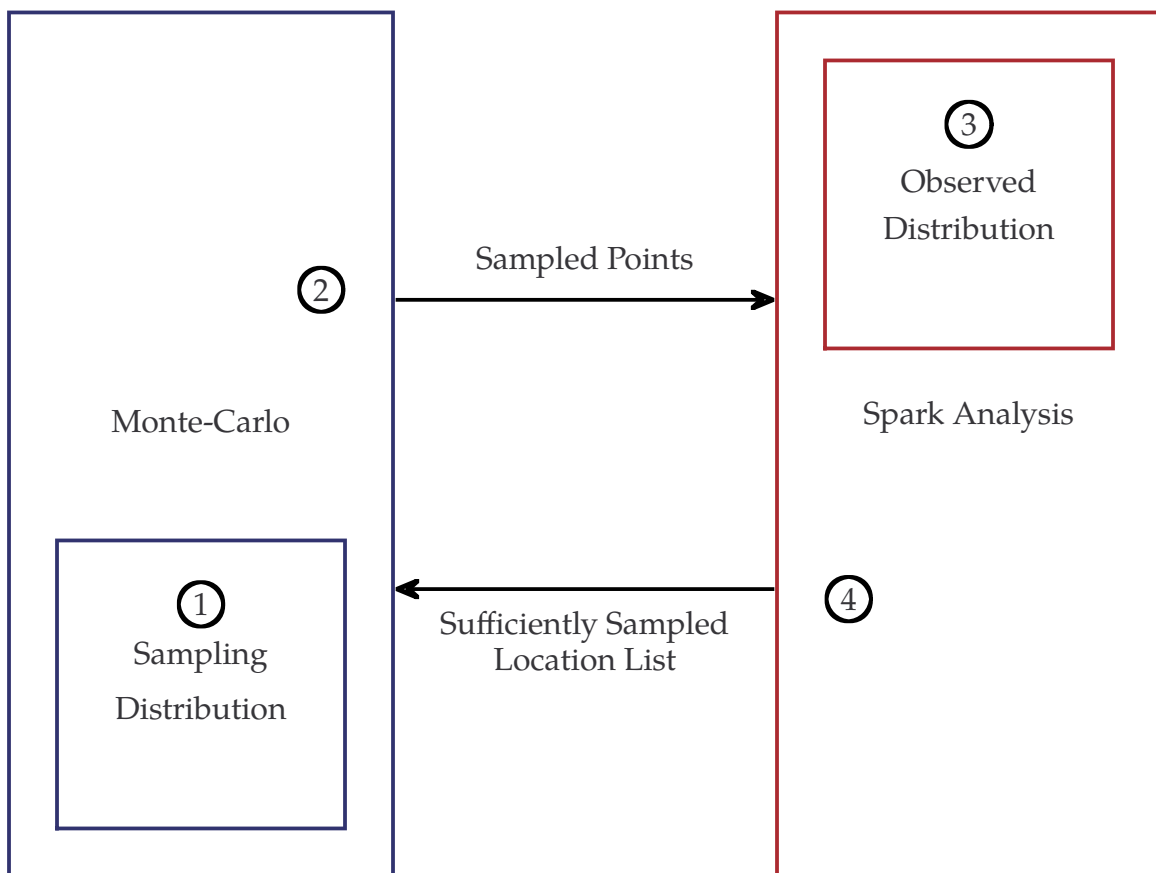 3
Observed
Distribution
Sampled Points
2
Monte-Carlo
Spark Analysis
1
Sampling
Distribution
4
Sufficiently Sampled
Location List